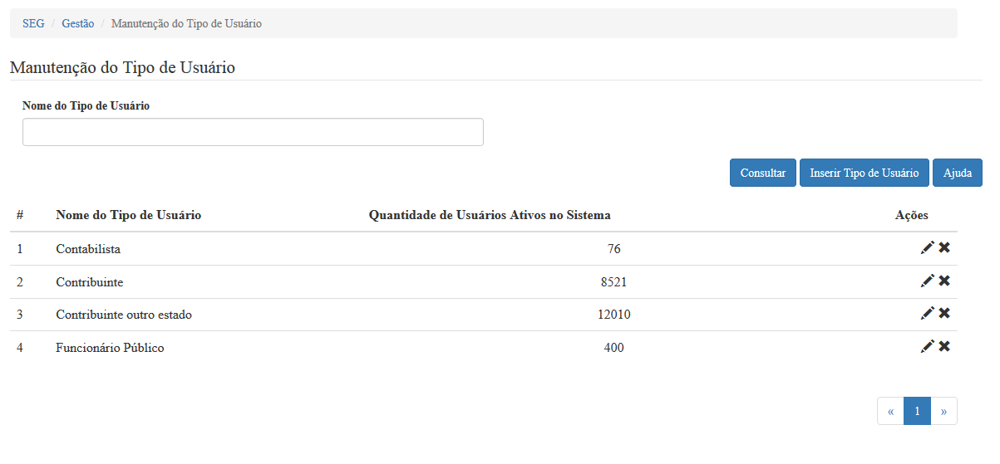 SEG / Gestão / Manutenção do Tipo de Usuário
Manutenção do Tipo de Usuário
Nome do Tipo de Usuário
Consultar Inserir Tipo de Usuário Ajuda
# Nome do Tipo de Usuário Quantidade de Usuários Ativos no Sistema Ações
1 Contabilista 76
2 Contribuinte 8521
3 Contribuinte outro estado 12010
4 Funcionário Público 400
« 1 »